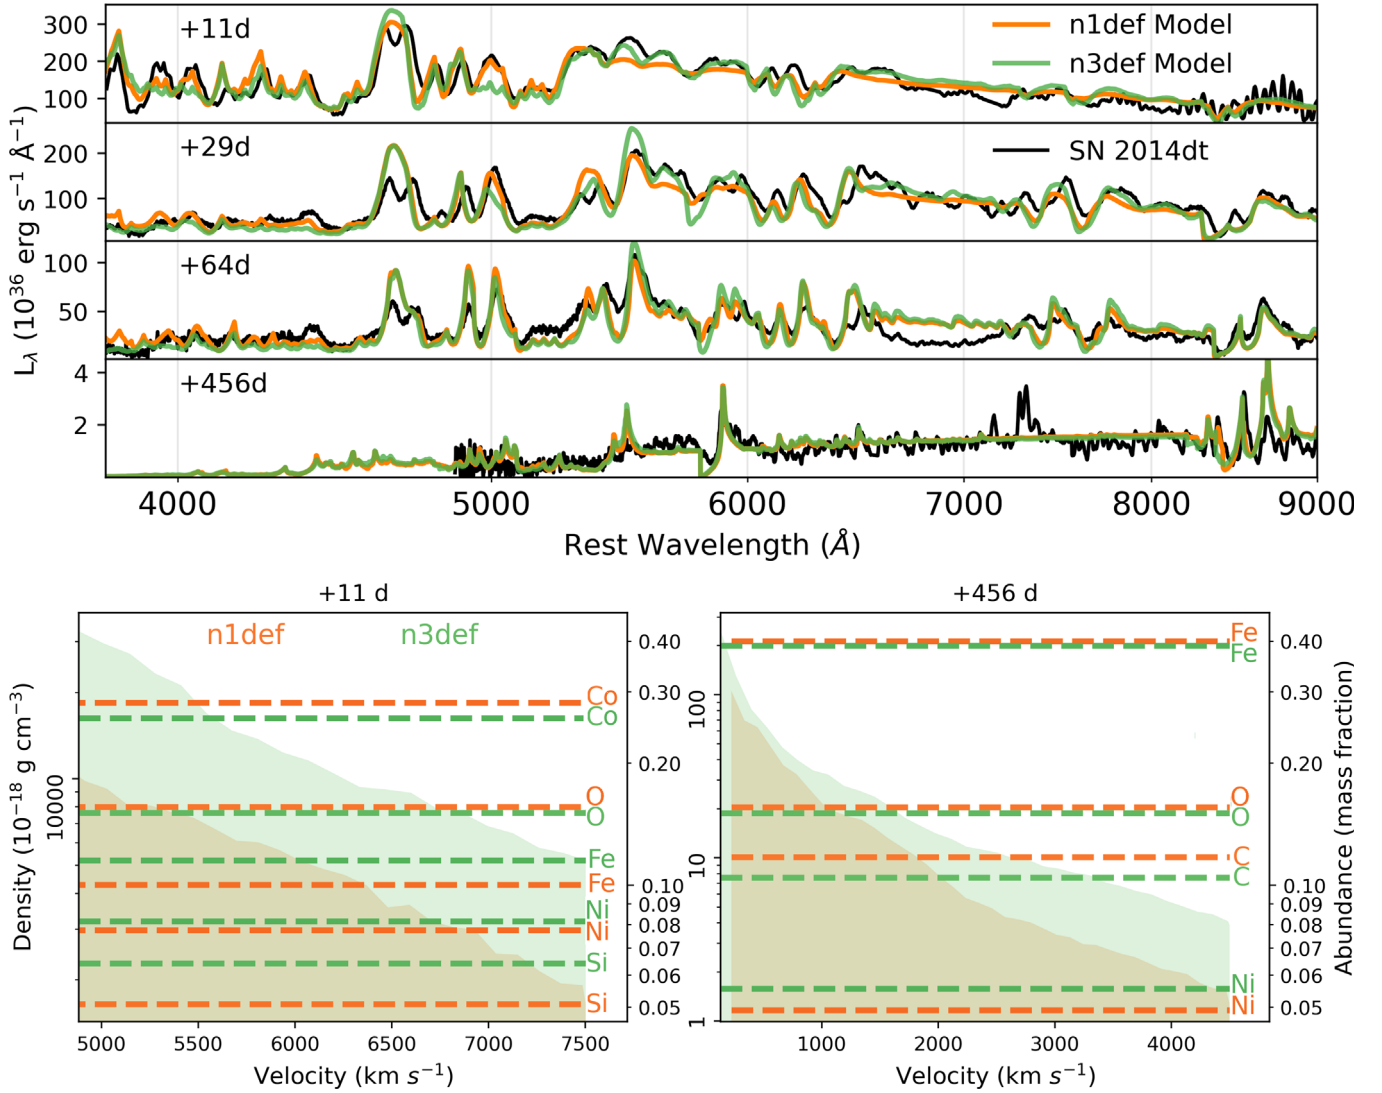 +11d
n1def Model
n3def Model
300
200
100
+29d
SN 2014dt
200
100
+64d
100
50
+456d
4
2
L_λ (10^36 erg s^−1 Å^−1)
4000 5000 6000 7000 8000 9000
Rest Wavelength (Å)
+11 d
n1def n3def
Density (10^−18 g cm^−3)
10000
Co
Co
O
O
Fe
Fe
Ni
Ni
Si
Si
0.40
0.30
0.20
0.10
0.09
0.08
0.07
0.06
0.05
5000 5500 6000 6500 7000 7500
Velocity (km s^−1)
+456 d
100
10
1
Fe
Fe
O
O
C
C
Ni
Ni
0.40
0.30
0.20
0.10
0.09
0.08
0.07
0.06
0.05
Abundance (mass fraction)
1000 2000 3000 4000
Velocity (km s^−1)